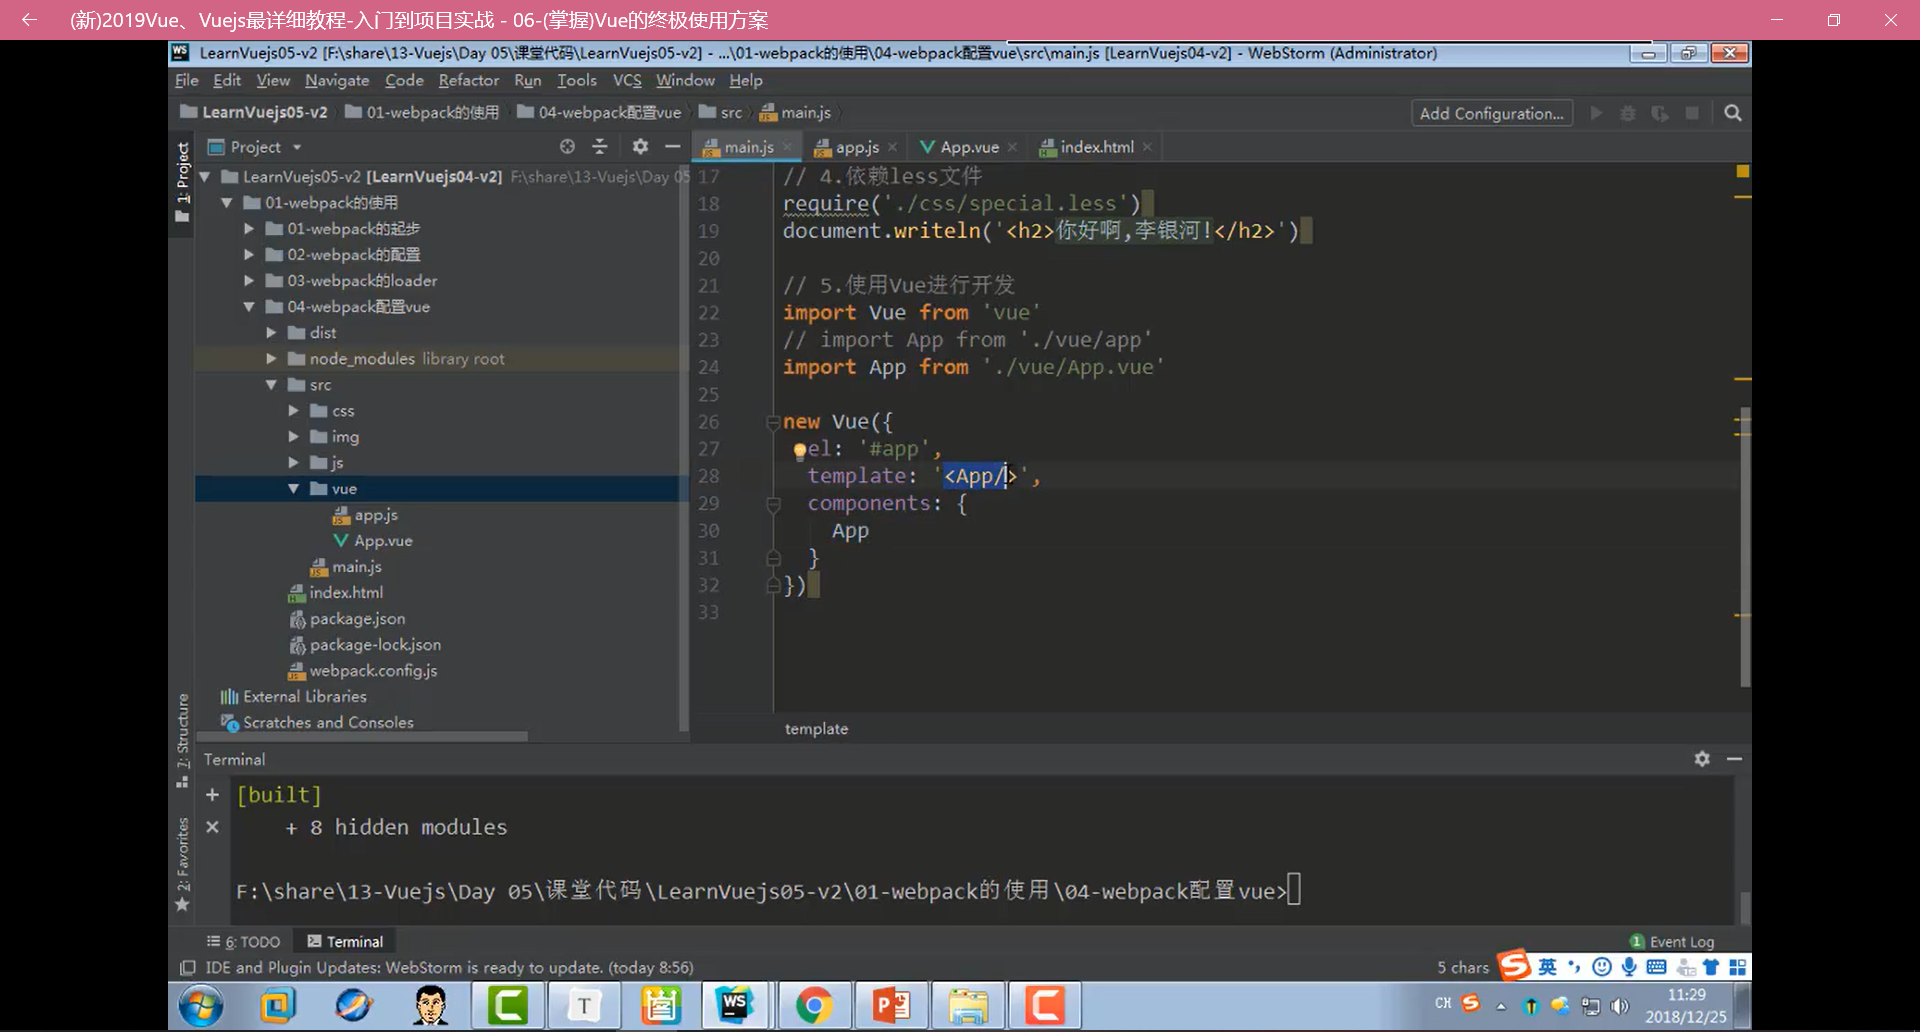 (新)2019Vue、Vuejs最详细教程-入门到项目实战 - 06-(掌握)Vue的终极使用方案
LearnVuejs05-v2 [F:\share\13-Vuejs\Day 05\课堂代码\LearnVuejs05-v2] - ...\01-webpack的使用\04-webpack配置vue\src\main.js [LearnVuejs04-v2] - WebStorm (Administrator)
File Edit View Navigate Code Refactor Run Tools VCS Window Help
LearnVuejs05-v2 01-webpack的使用 04-webpack配置vue src main.js Add Configuration...
1: Project
Project
main.js app.js App.vue index.html
LearnVuejs05-v2 [LearnVuejs04-v2] F:\share\13-Vuejs\Day 05
01-webpack的使用
01-webpack的起步
02-webpack的配置
03-webpack的loader
04-webpack配置vue
dist
node_modules library root
src
css
img
js
vue
app.js
App.vue
main.js
index.html
package.json
package-lock.json
webpack.config.js
External Libraries
Scratches and Consoles
17 // 4.依赖less文件
18 require('./css/special.less')
19 document.writeln('<h2>你好啊,李银河!</h2>')
20
21 // 5.使用Vue进行开发
22 import Vue from 'vue'
23 // import App from './vue/app'
24 import App from './vue/App.vue'
25
26 new Vue({
27 el: '#app',
28 template: '<App/>',
29 components: {
30 App
31 }
32 })
33
template
7: Structure
2: Favorites
Terminal
[built]
+ 8 hidden modules
F:\share\13-Vuejs\Day 05\课堂代码\LearnVuejs05-v2\01-webpack的使用\04-webpack配置vue>
6: TODO Terminal 1 Event Log
IDE and Plugin Updates: WebStorm is ready to update. (today 8:56) 5 chars 英
CH 11:29
2018/12/25